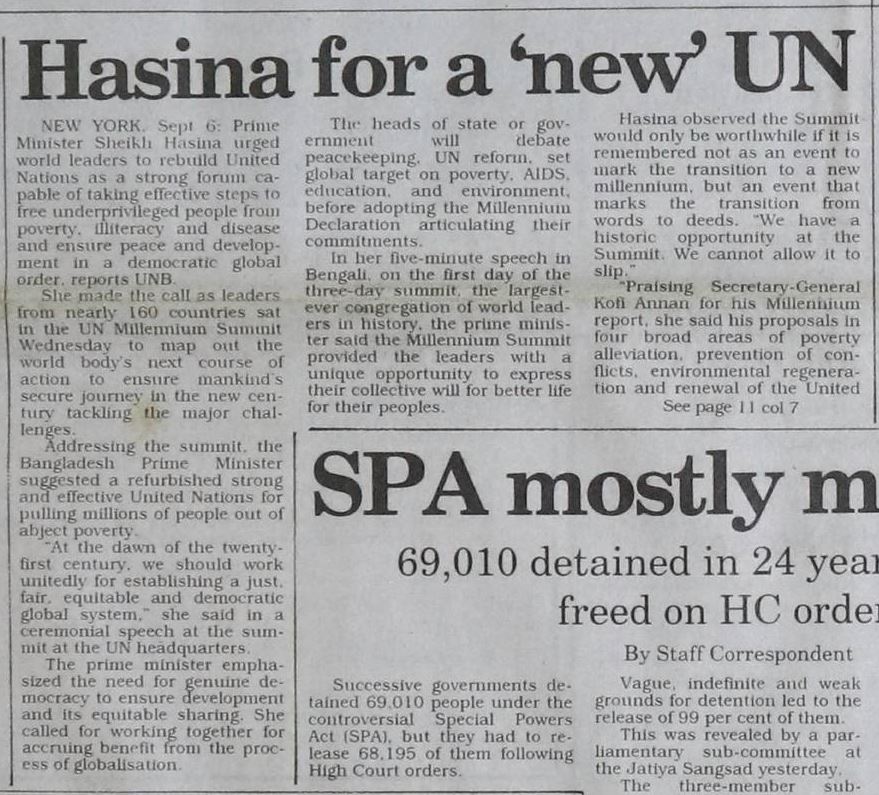 Hasina for a ‘new’ UN
NEW YORK, Sept 6: Prime
Minister Sheikh Hasina urged
world leaders to rebuild United
Nations as a strong forum ca-
pable of taking effective steps to
free underprivileged people from
poverty, illiteracy and disease
and ensure peace and develop-
ment in a democratic global
order, reports UNB.
She made the call as leaders
from nearly 160 countries sat
in the UN Millennium Summit
Wednesday to map out the
world body's next course of
action to ensure mankind's
secure journey in the new cen-
tury tackling the major chal-
lenges.
Addressing the summit, the
Bangladesh Prime Minister
suggested a refurbished strong
and effective United Nations for
pulling millions of people out of
abject poverty.
"At the dawn of the twenty-
first century, we should work
unitedly for establishing a just,
fair, equitable and democratic
global system," she said in a
ceremonial speech at the sum-
mit at the UN headquarters.
The prime minister empha-
sized the need for genuine de-
mocracy to ensure development
and its equitable sharing. She
called for working together for
accruing benefit from the proc-
ess of globalisation.
The heads of state or gov-
ernment will debate
peacekeeping, UN reform, set
global target on poverty, AIDS,
education, and environment,
before adopting the Millennium
Declaration articulating their
commitments.
In her five-minute speech in
Bengali, on the first day of the
three-day summit, the largest-
ever congregation of world lead-
ers in history, the prime minis-
ter said the Millennium Summit
provided the leaders with a
unique opportunity to express
their collective will for better life
for their peoples.
Hasina observed the Summit
would only be worthwhile if it is
remembered not as an event to
mark the transition to a new
millennium, but an event that
marks the transition from
words to deeds. "We have a
historic opportunity at the
Summit. We cannot allow it to
slip."
"Praising Secretary-General
Kofi Annan for his Millennium
report, she said his proposals in
four broad areas of poverty
alleviation, prevention of con-
flicts, environmental regenera-
tion and renewal of the United
See page 11 col 7
SPA mostly m
69,010 detained in 24 year
freed on HC order
By Staff Correspondent
Successive governments de-
tained 69,010 people under the
controversial Special Powers
Act (SPA), but they had to re-
lease 68,195 of them following
High Court orders.
Vague, indefinite and weak
grounds for detention led to the
release of 99 per cent of them.
This was revealed by a par-
liamentary sub-committee at
the Jatiya Sangsad yesterday.
The three-member sub-